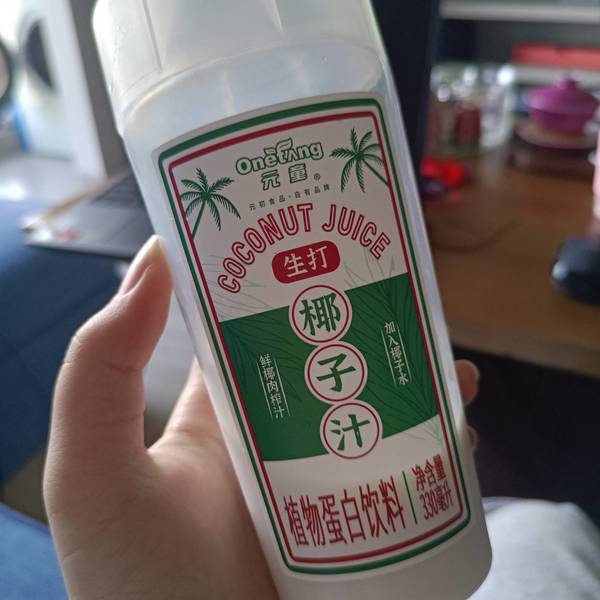 Onetang
元童®
元初食品·自有品牌
COCONUT JUICE
生打
椰子汁
鲜椰肉榨汁
加入椰子水
植物蛋白饮料
净含量
330毫升